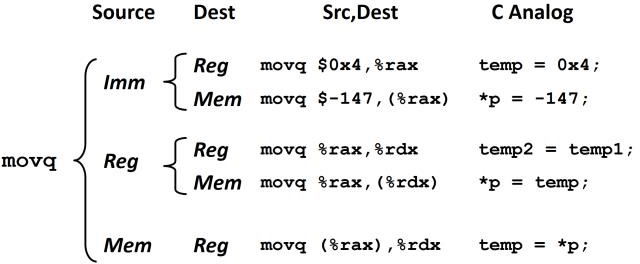 Source Dest Src,Dest C Analog
Reg movq $0x4,%rax temp = 0x4;
Imm
Mem movq $-147,(%rax) *p = -147;
Reg movq %rax,%rdx temp2 = temp1;
movq Reg
Mem movq %rax,(%rdx) *p = temp;
Mem Reg movq (%rax),%rdx temp = *p;